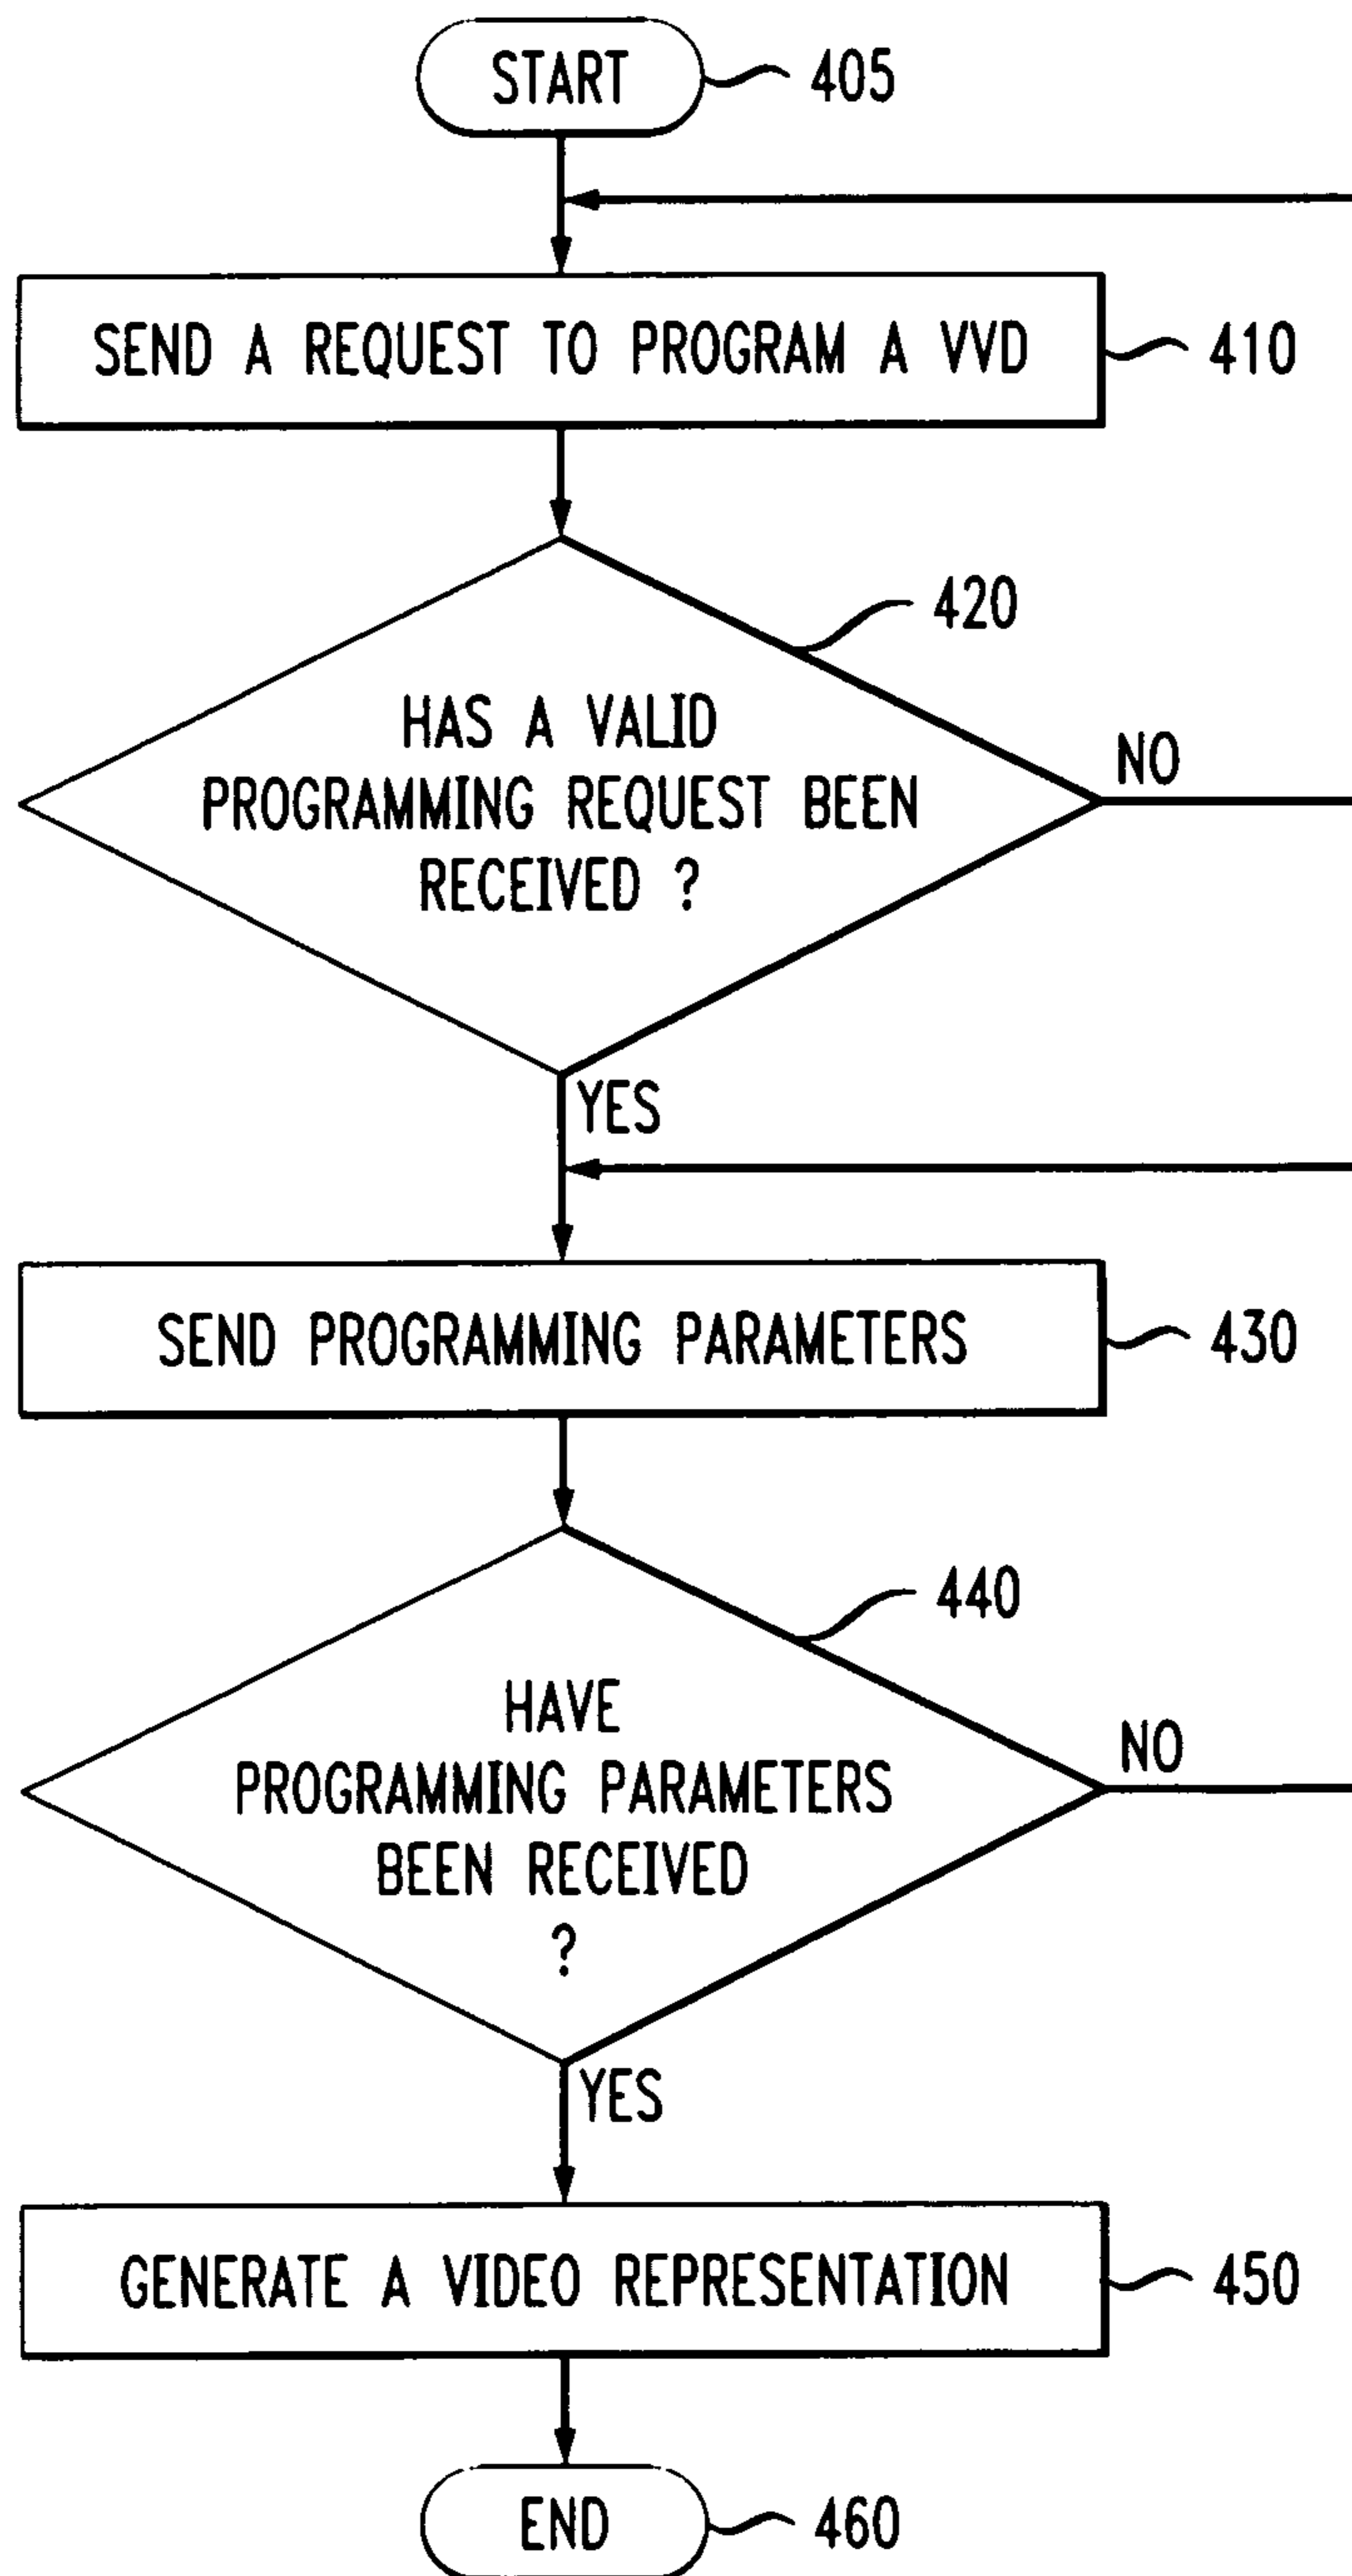 START
405
SEND A REQUEST TO PROGRAM A VVD
410
420
HAS A VALID
PROGRAMMING REQUEST BEEN
RECEIVED ?
NO
YES
SEND PROGRAMMING PARAMETERS
430
440
HAVE
PROGRAMMING PARAMETERS
BEEN RECEIVED
?
NO
YES
GENERATE A VIDEO REPRESENTATION
450
END
460